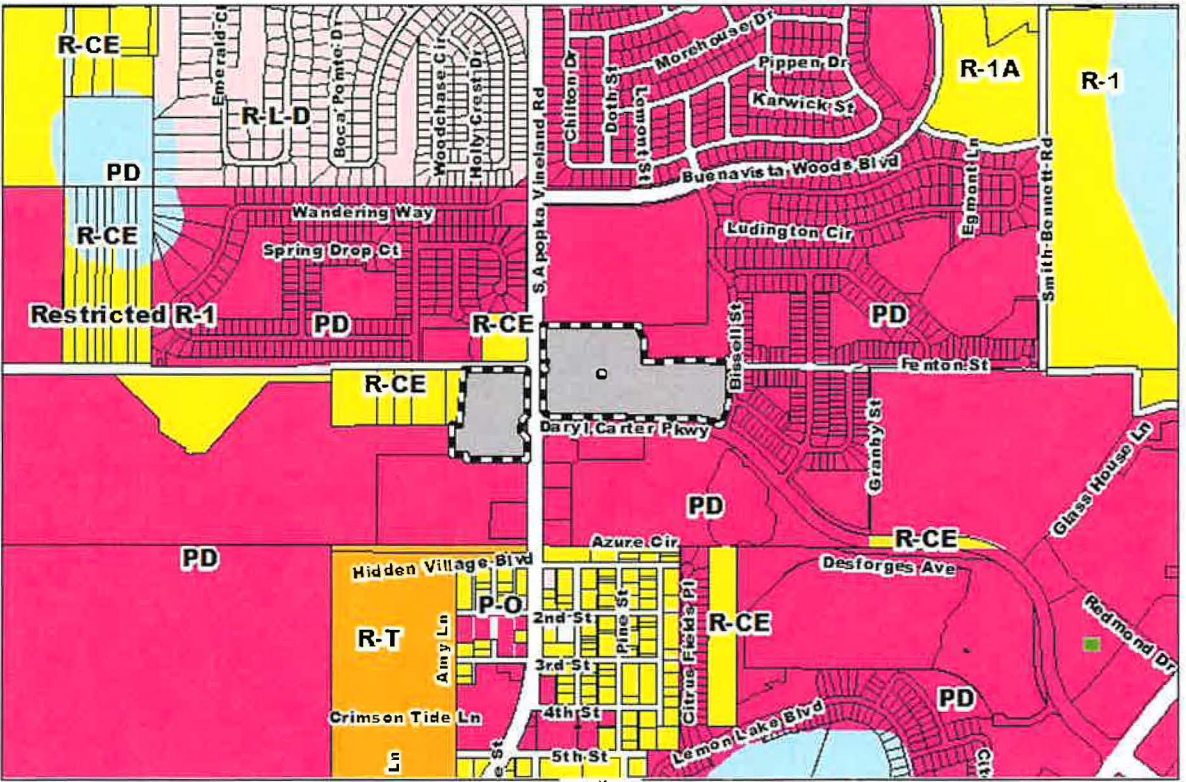 R-CE
Emerald Ct
R-L-D
Boca Pointe Dr
Woodchase Cir
Holly Crest Dr
S Apopka Vineland Rd
Chilton Dr
Doth St
Lomont St
Morehouse Dr
Pippen Dr
Karwick St
R-1A
R-1
PD
Buenavista Woods Blvd
Egmont Ln
Smith-Bennett Rd
Wandering Way
R-CE
Spring Drop Ct
Ludington Cir
Restricted R-1
PD
R-CE
Bissell St
PD
Fenton St
R-CE
Daryl Carter Pkwy
Granby St
Glass House Ln
PD
PD
Azure Cir
R-CE
Hidden Village Blvd
Desforges Ave
P-O
R-T
Amy Ln
2nd St
Pine St
Citrus Fields Pl
R-CE
Redmond Dr
3rd St
Crimson Tide Ln
4th St
Lemon Lake Blvd
PD
Ln
e St
5th St